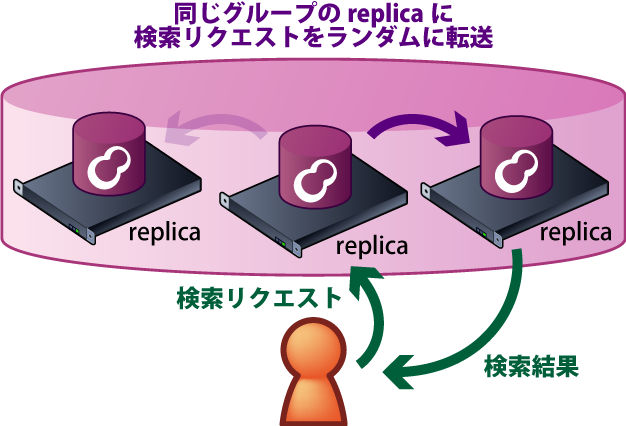 同じグループの replica に
検索リクエストをランダムに転送
replica
replica
replica
検索リクエスト
検索結果